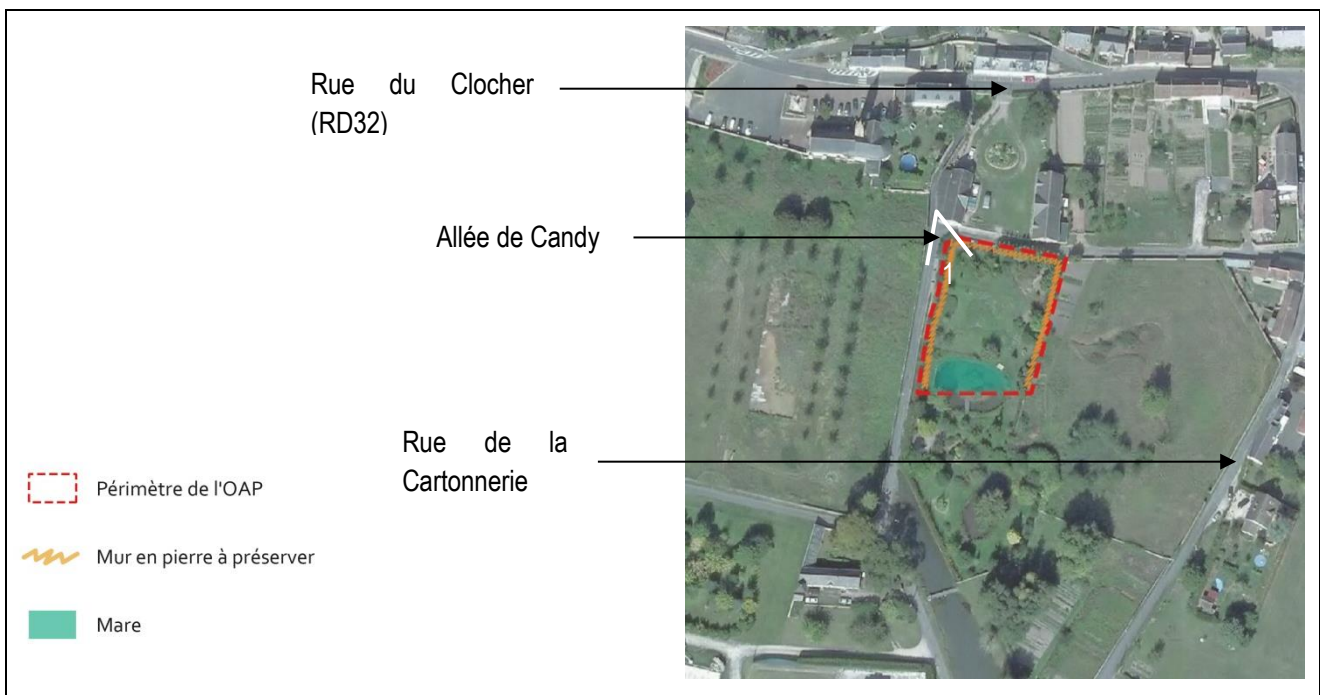 Rue du Clocher
(RD32)
Allée de Candy
1
Rue de la
Cartonnerie
Périmètre de l'OAP
Mur en pierre à préserver
Mare